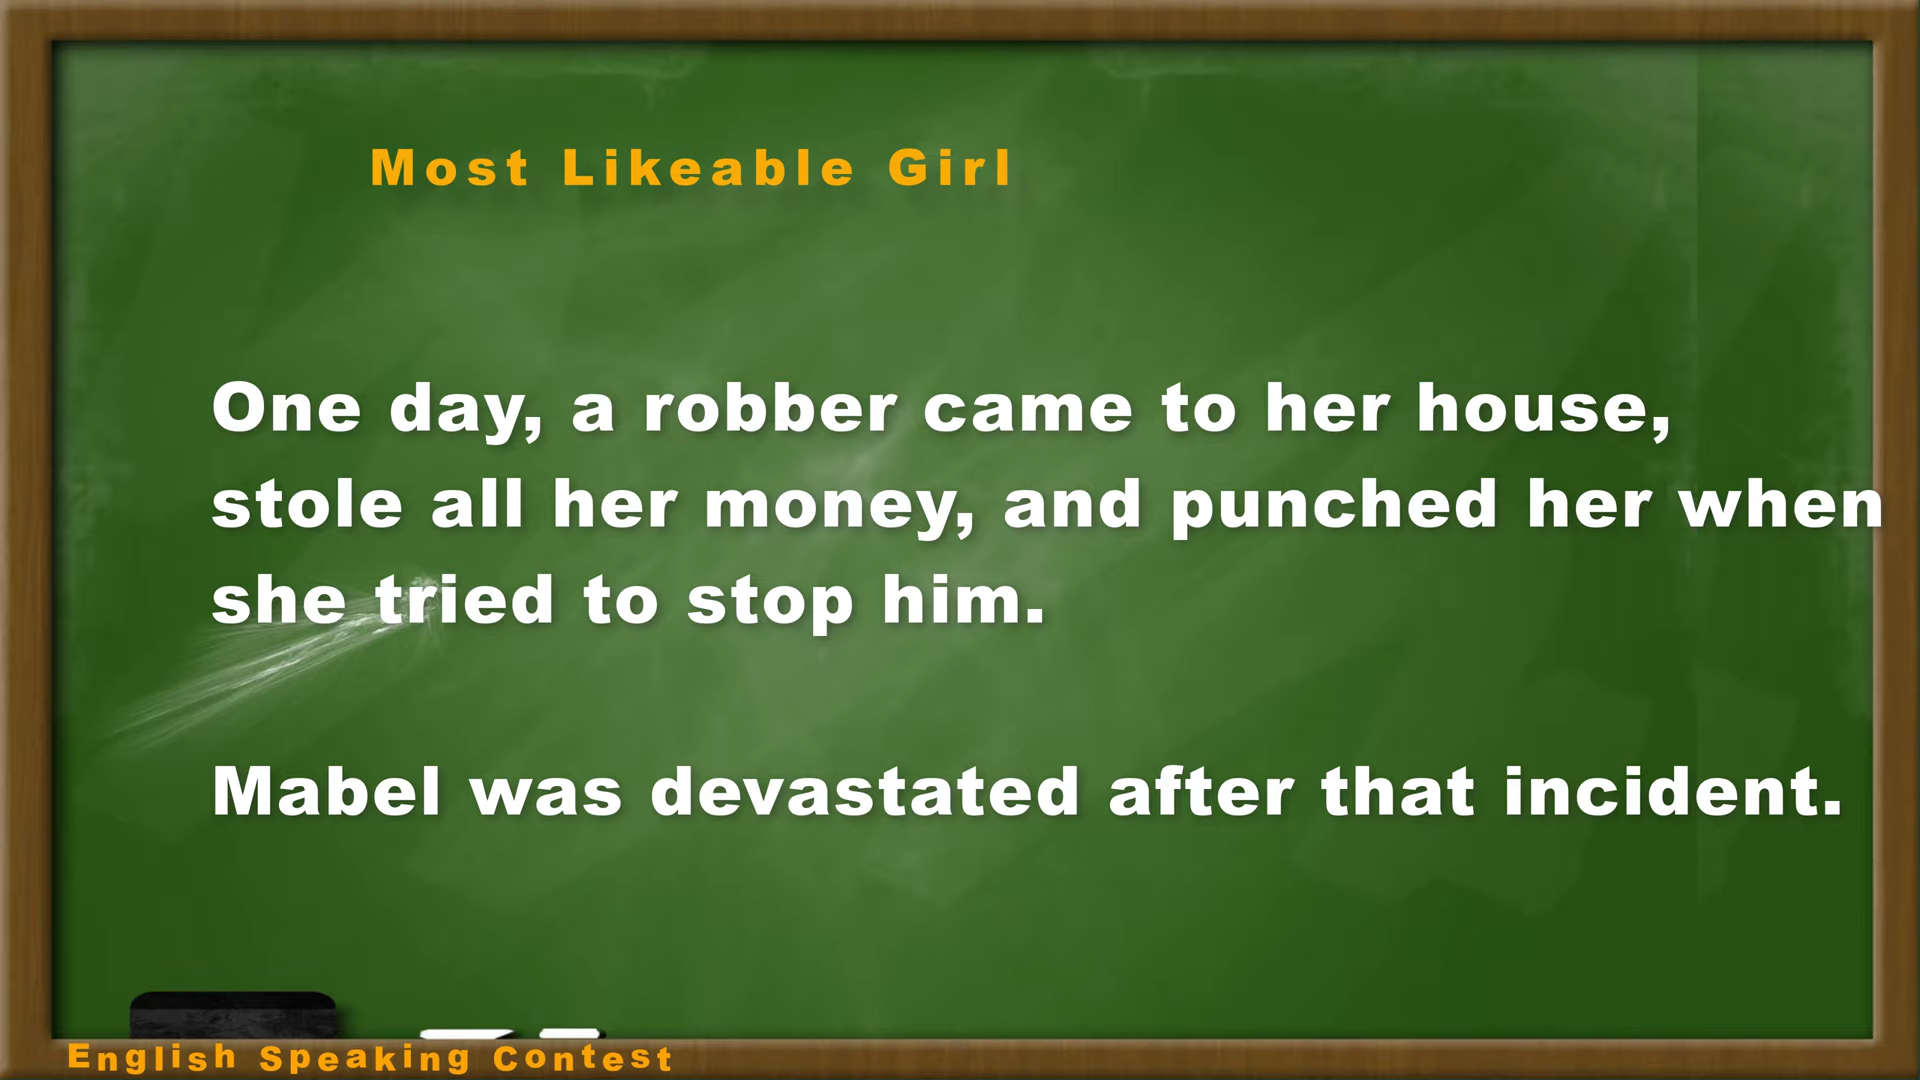 Most Likeable Girl
One day, a robber came to her house,
stole all her money, and punched her when
she tried to stop him.
Mabel was devastated after that incident.
English Speaking Contest